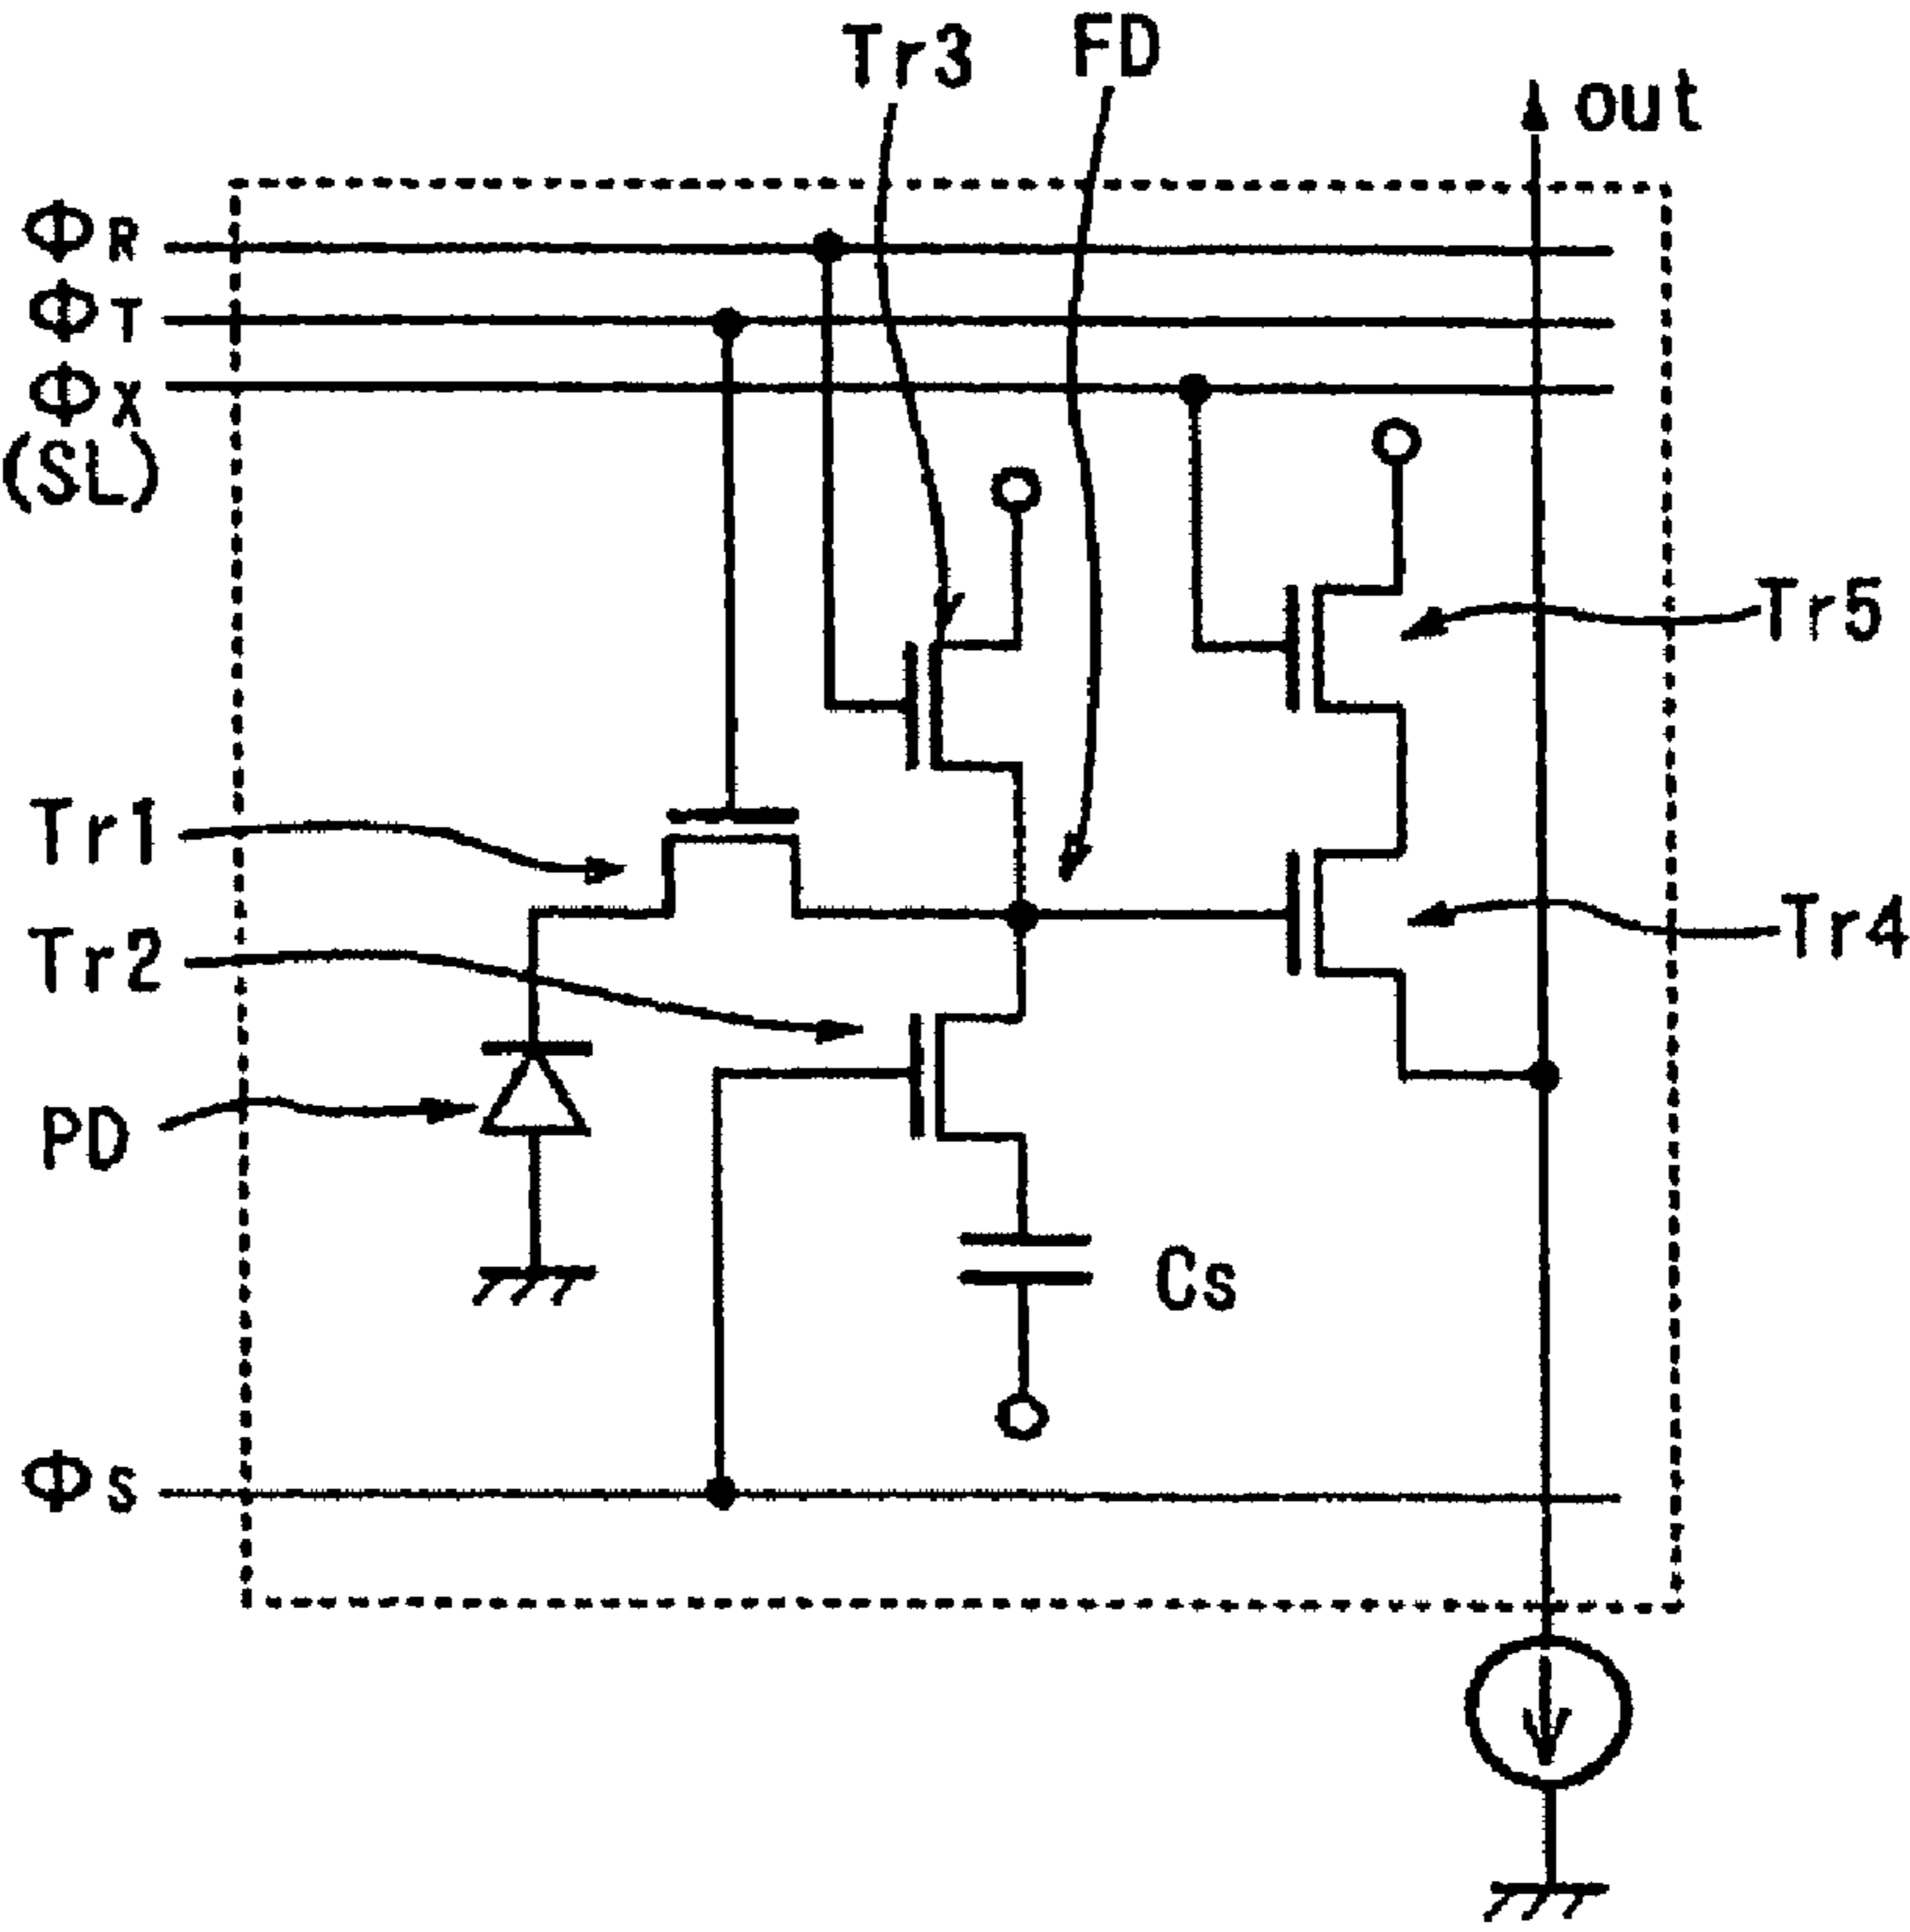 Tr3
FD
out
ΦR
ΦT
ΦX
(SL)
Tr5
Tr1
Tr2
Tr4
PD
Cs
Φs